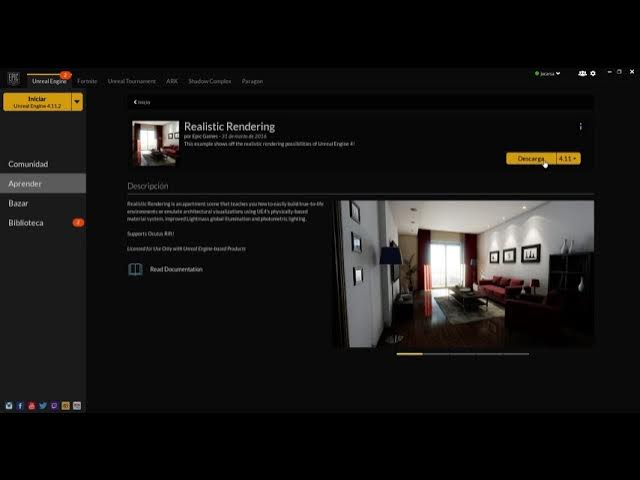 EPIC
Unreal Engine 2 Fortnite Unreal Tournament ARK Shadow Complex Paragon
Iniciar
Unreal Engine 4.11.2
Inicio
Realistic Rendering
por Epic Games - 31 de marzo de 2016
This example shows off the realistic rendering possibilities of Unreal Engine 4!
Descarga 4.11
Comunidad
Aprender
Bazar
Biblioteca 2
Descripción
Realistic Rendering is an apartment scene that teaches you how to easily build true-to-life
environments or emulate architectural visualizations using UE4's physically-based
material system, improved Lightmass global illumination and photometric lighting.
Supports Oculus Rift!
Licensed for Use Only with Unreal Engine-based Products
Read Documentation